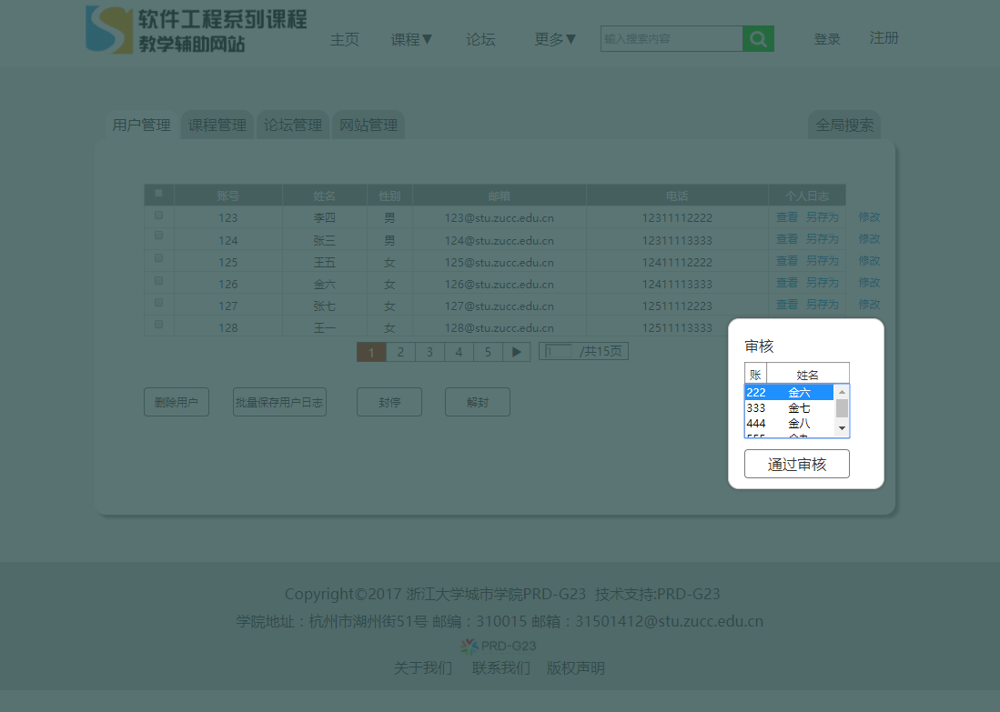 软件工程系列课程
教学辅助网站
主页 课程▼ 论坛 更多▼ 输入搜索内容 登录 注册
用户管理 课程管理 论坛管理 网站管理 全局搜索
账号 姓名 性别 邮箱 电话 个人日志
123 李四 男 123@stu.zucc.edu.cn 12311112222 查看 另存为 修改
124 张三 男 124@stu.zucc.edu.cn 12311113333 查看 另存为 修改
125 王五 女 125@stu.zucc.edu.cn 12411112222 查看 另存为 修改
126 金六 女 126@stu.zucc.edu.cn 12411113333 查看 另存为 修改
127 张七 女 127@stu.zucc.edu.cn 12511112223 查看 另存为 修改
128 王一 女 128@stu.zucc.edu.cn 12511113333
1 2 3 4 5 ▶ 1 /共15页
删除用户 批量保存用户日志 封停 解封
审核
账 姓名
222 金六
333 金七
444 金八
通过审核
Copyright©2017 浙江大学城市学院PRD-G23 技术支持:PRD-G23
学院地址：杭州市湖州街51号 邮编：310015 邮箱：31501412@stu.zucc.edu.cn
PRD-G23
关于我们 联系我们 版权声明